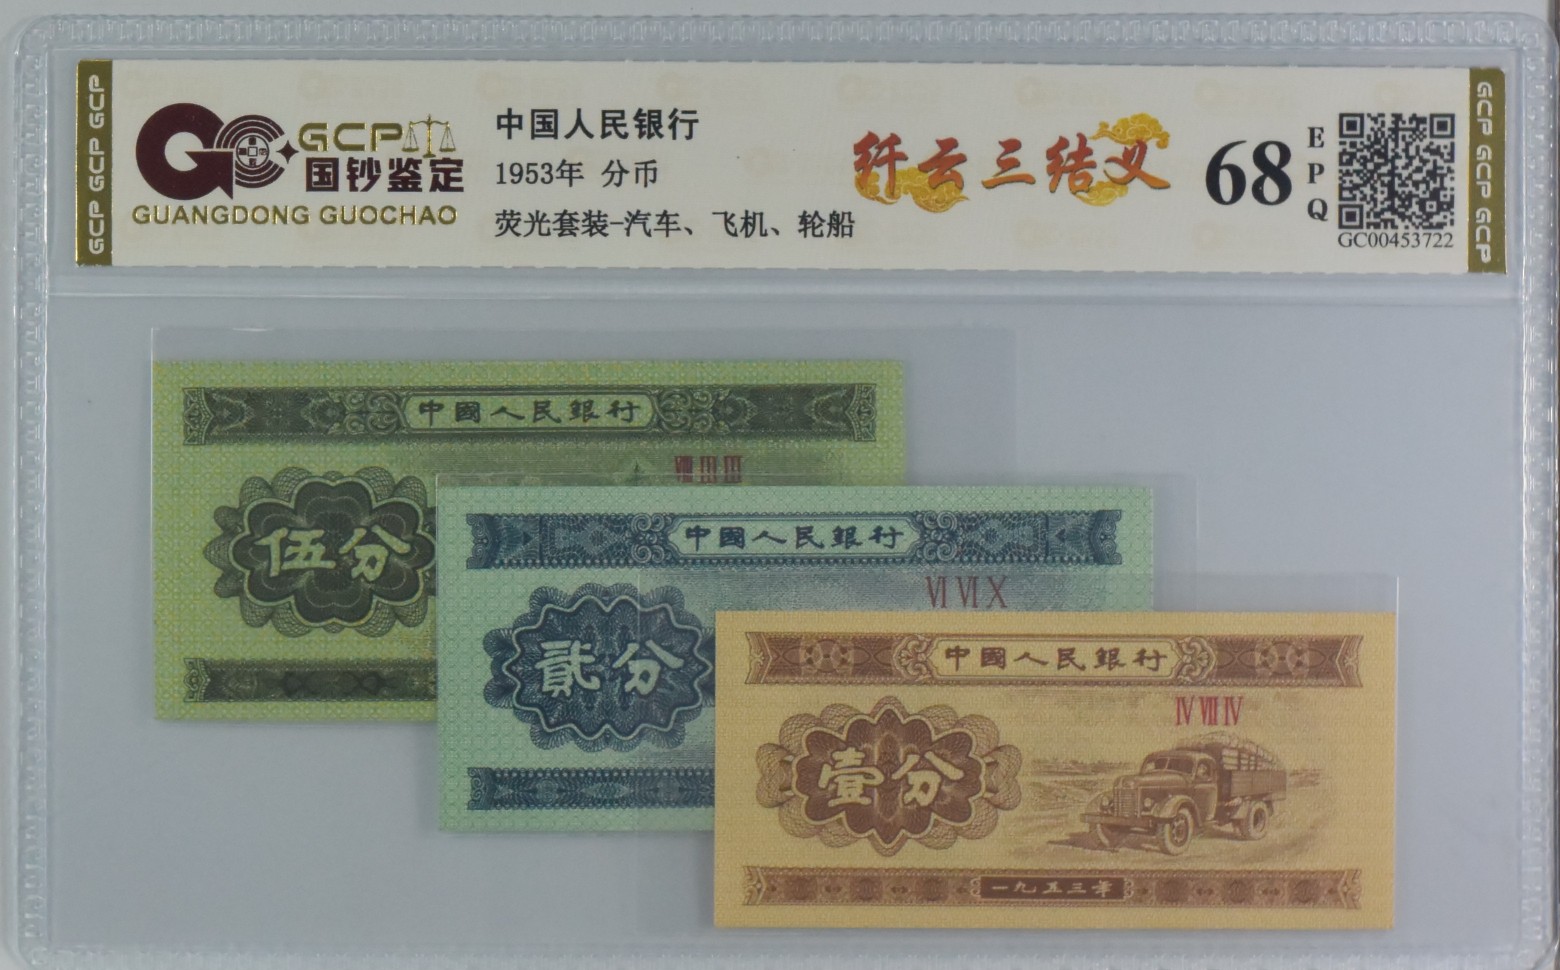 GCP GCP GCP
GCP
国钞鉴定
GUANGDONG GUOCHAO
中国人民银行
1953年 分币
荧光套装-汽车、飞机、轮船
纤云三结义
68
EPQ
GC00453722
GCP GCP GCP
中國人民銀行
VIII III III
伍分
中國人民銀行
VI VI X
貳分
中國人民銀行
IV VII IV
壹分
一九五三年